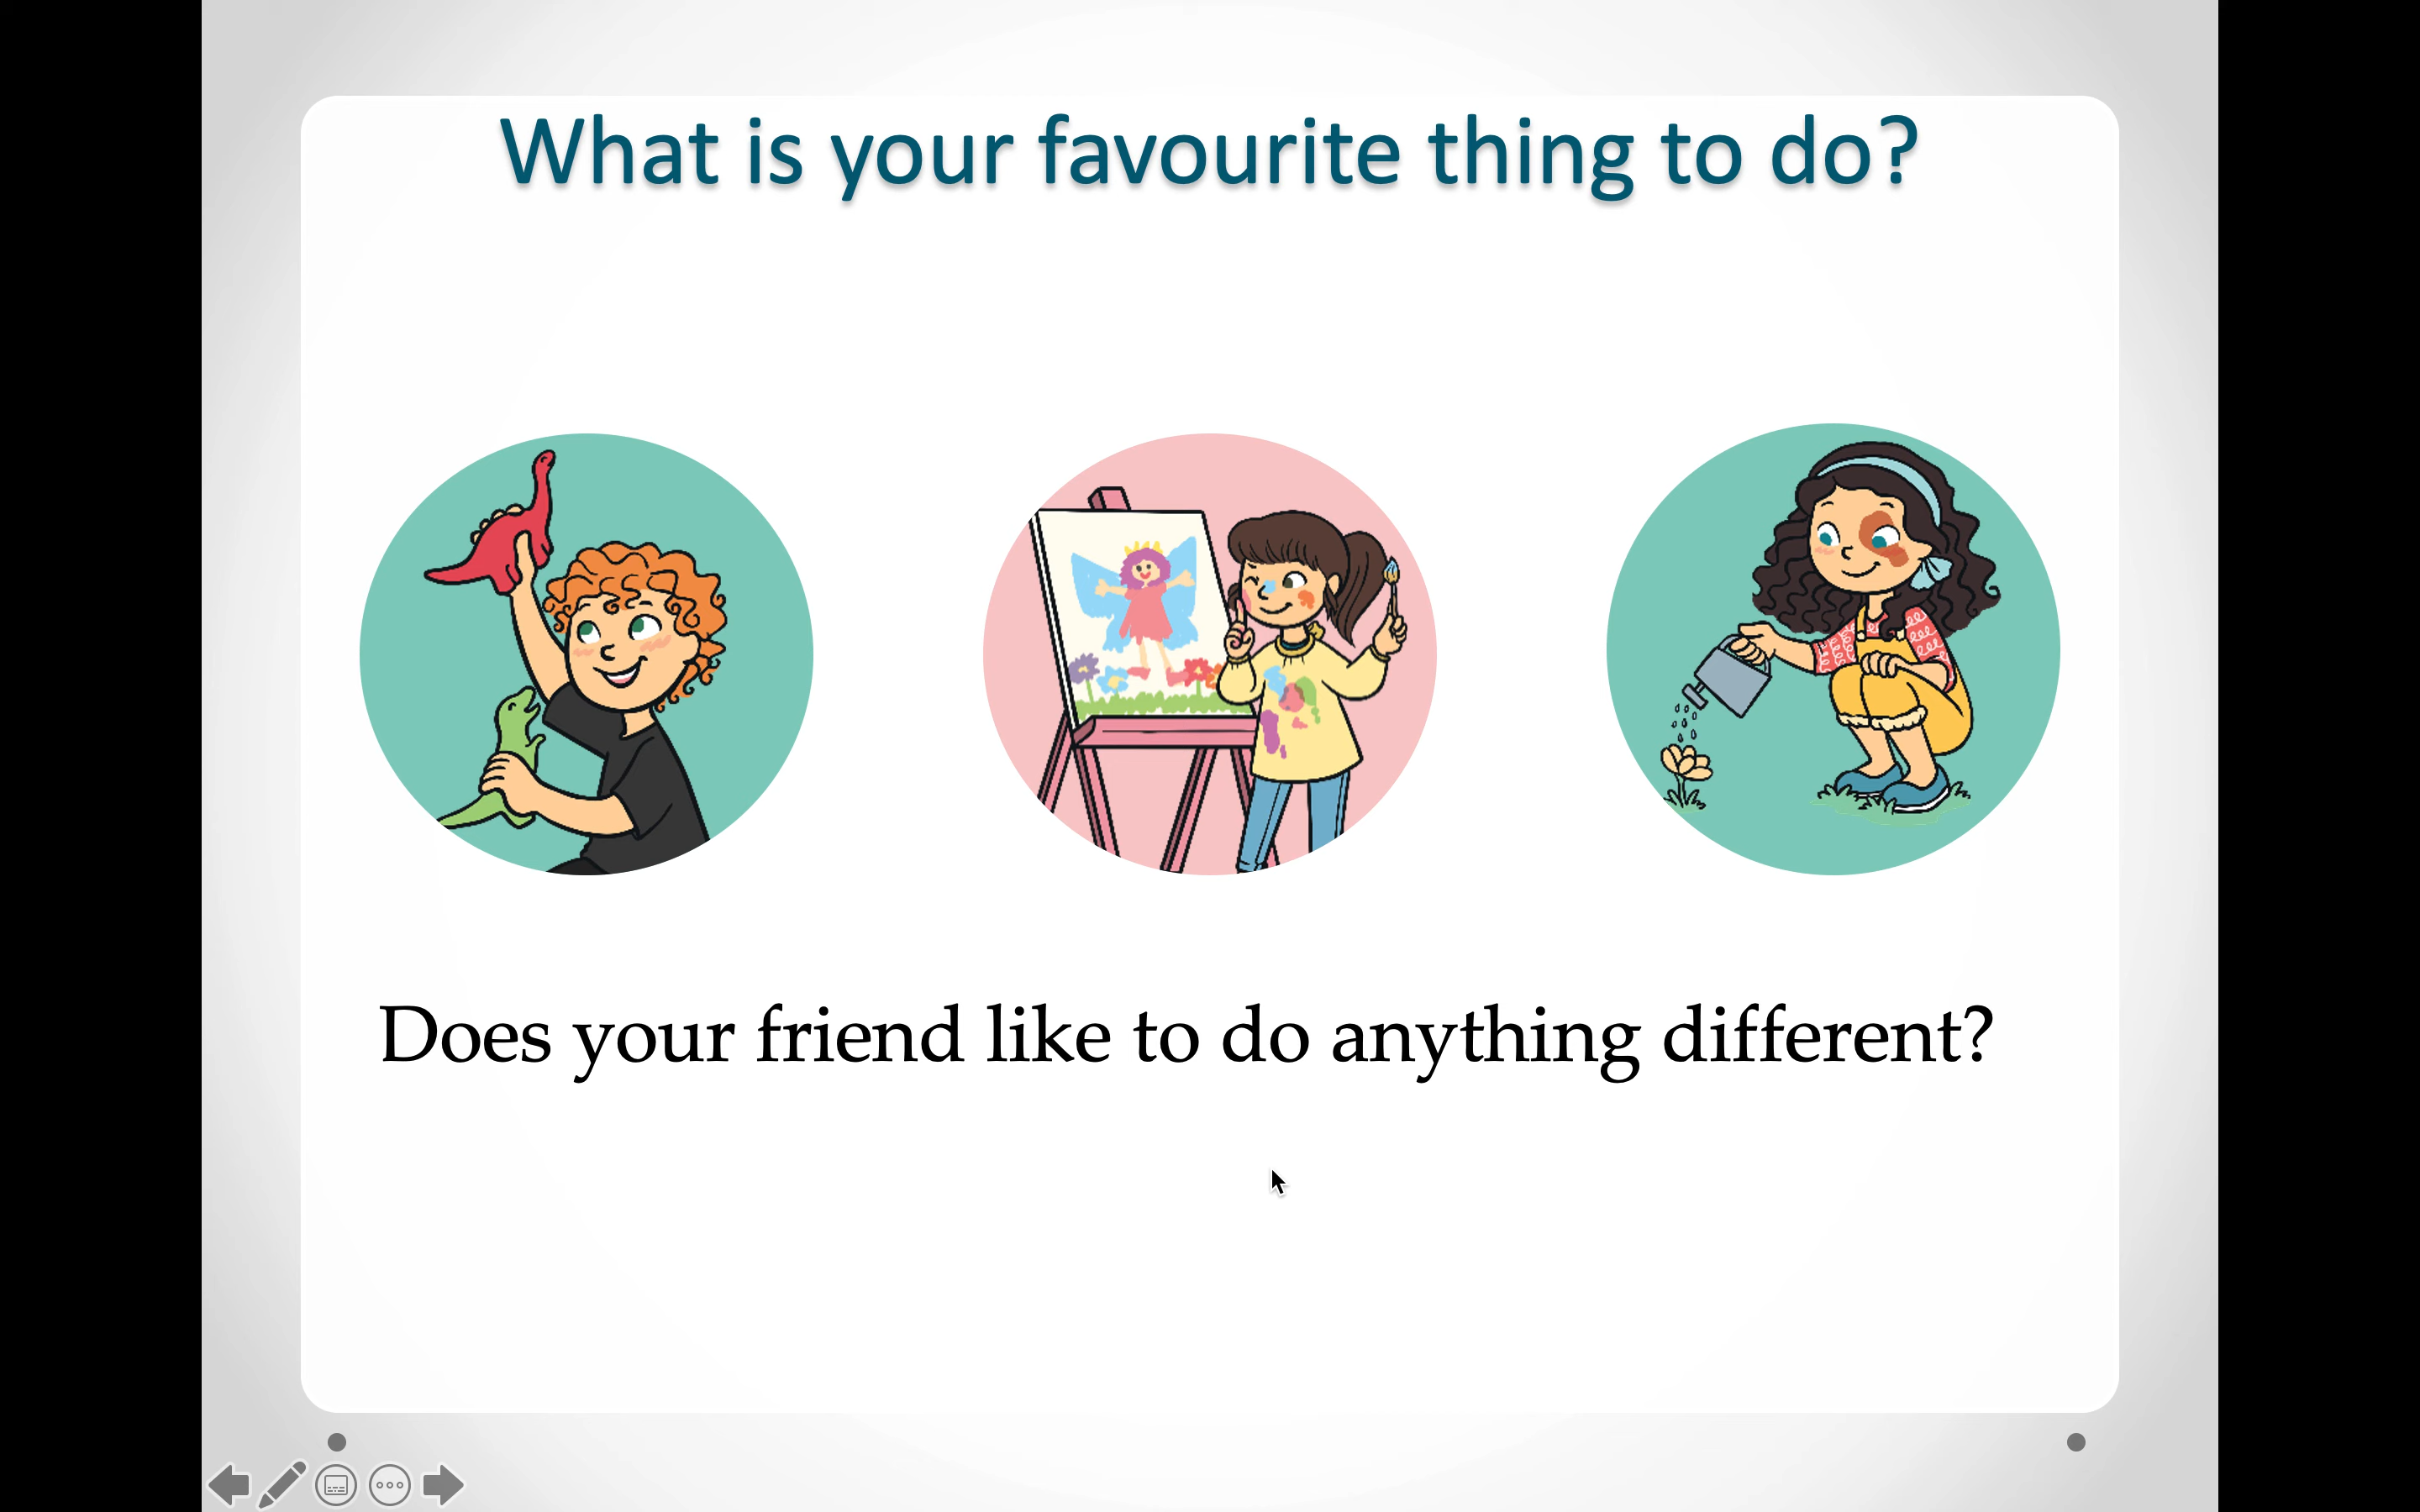 What is your favourite thing to do?
Does your friend like to do anything different?